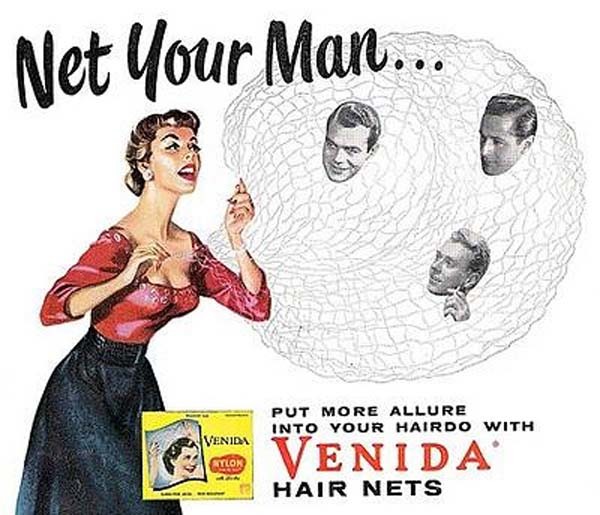 Net Your Man...
PUT MORE ALLURE
INTO YOUR HAIRDO WITH
VENIDA®
HAIR NETS
VENIDA
NYLON